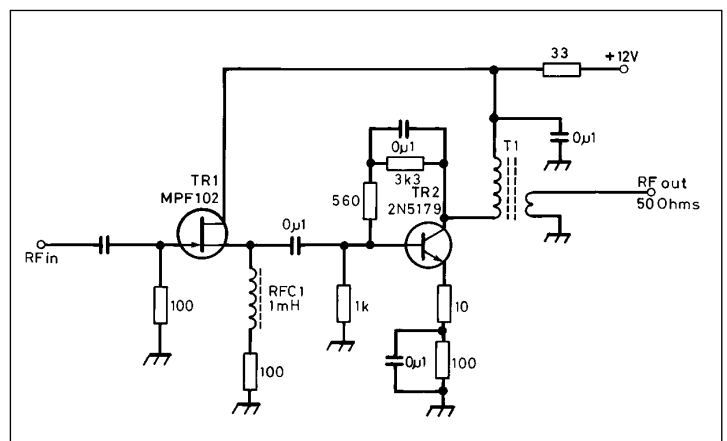 33
+12V
0µ1
T1
0µ1
3k3
TR1
MPF102
TR2
2N5179
560
RF out
50 Ohms
0µ1
RF in
100
RFC1
1mH
1k
10
100
0µ1
100